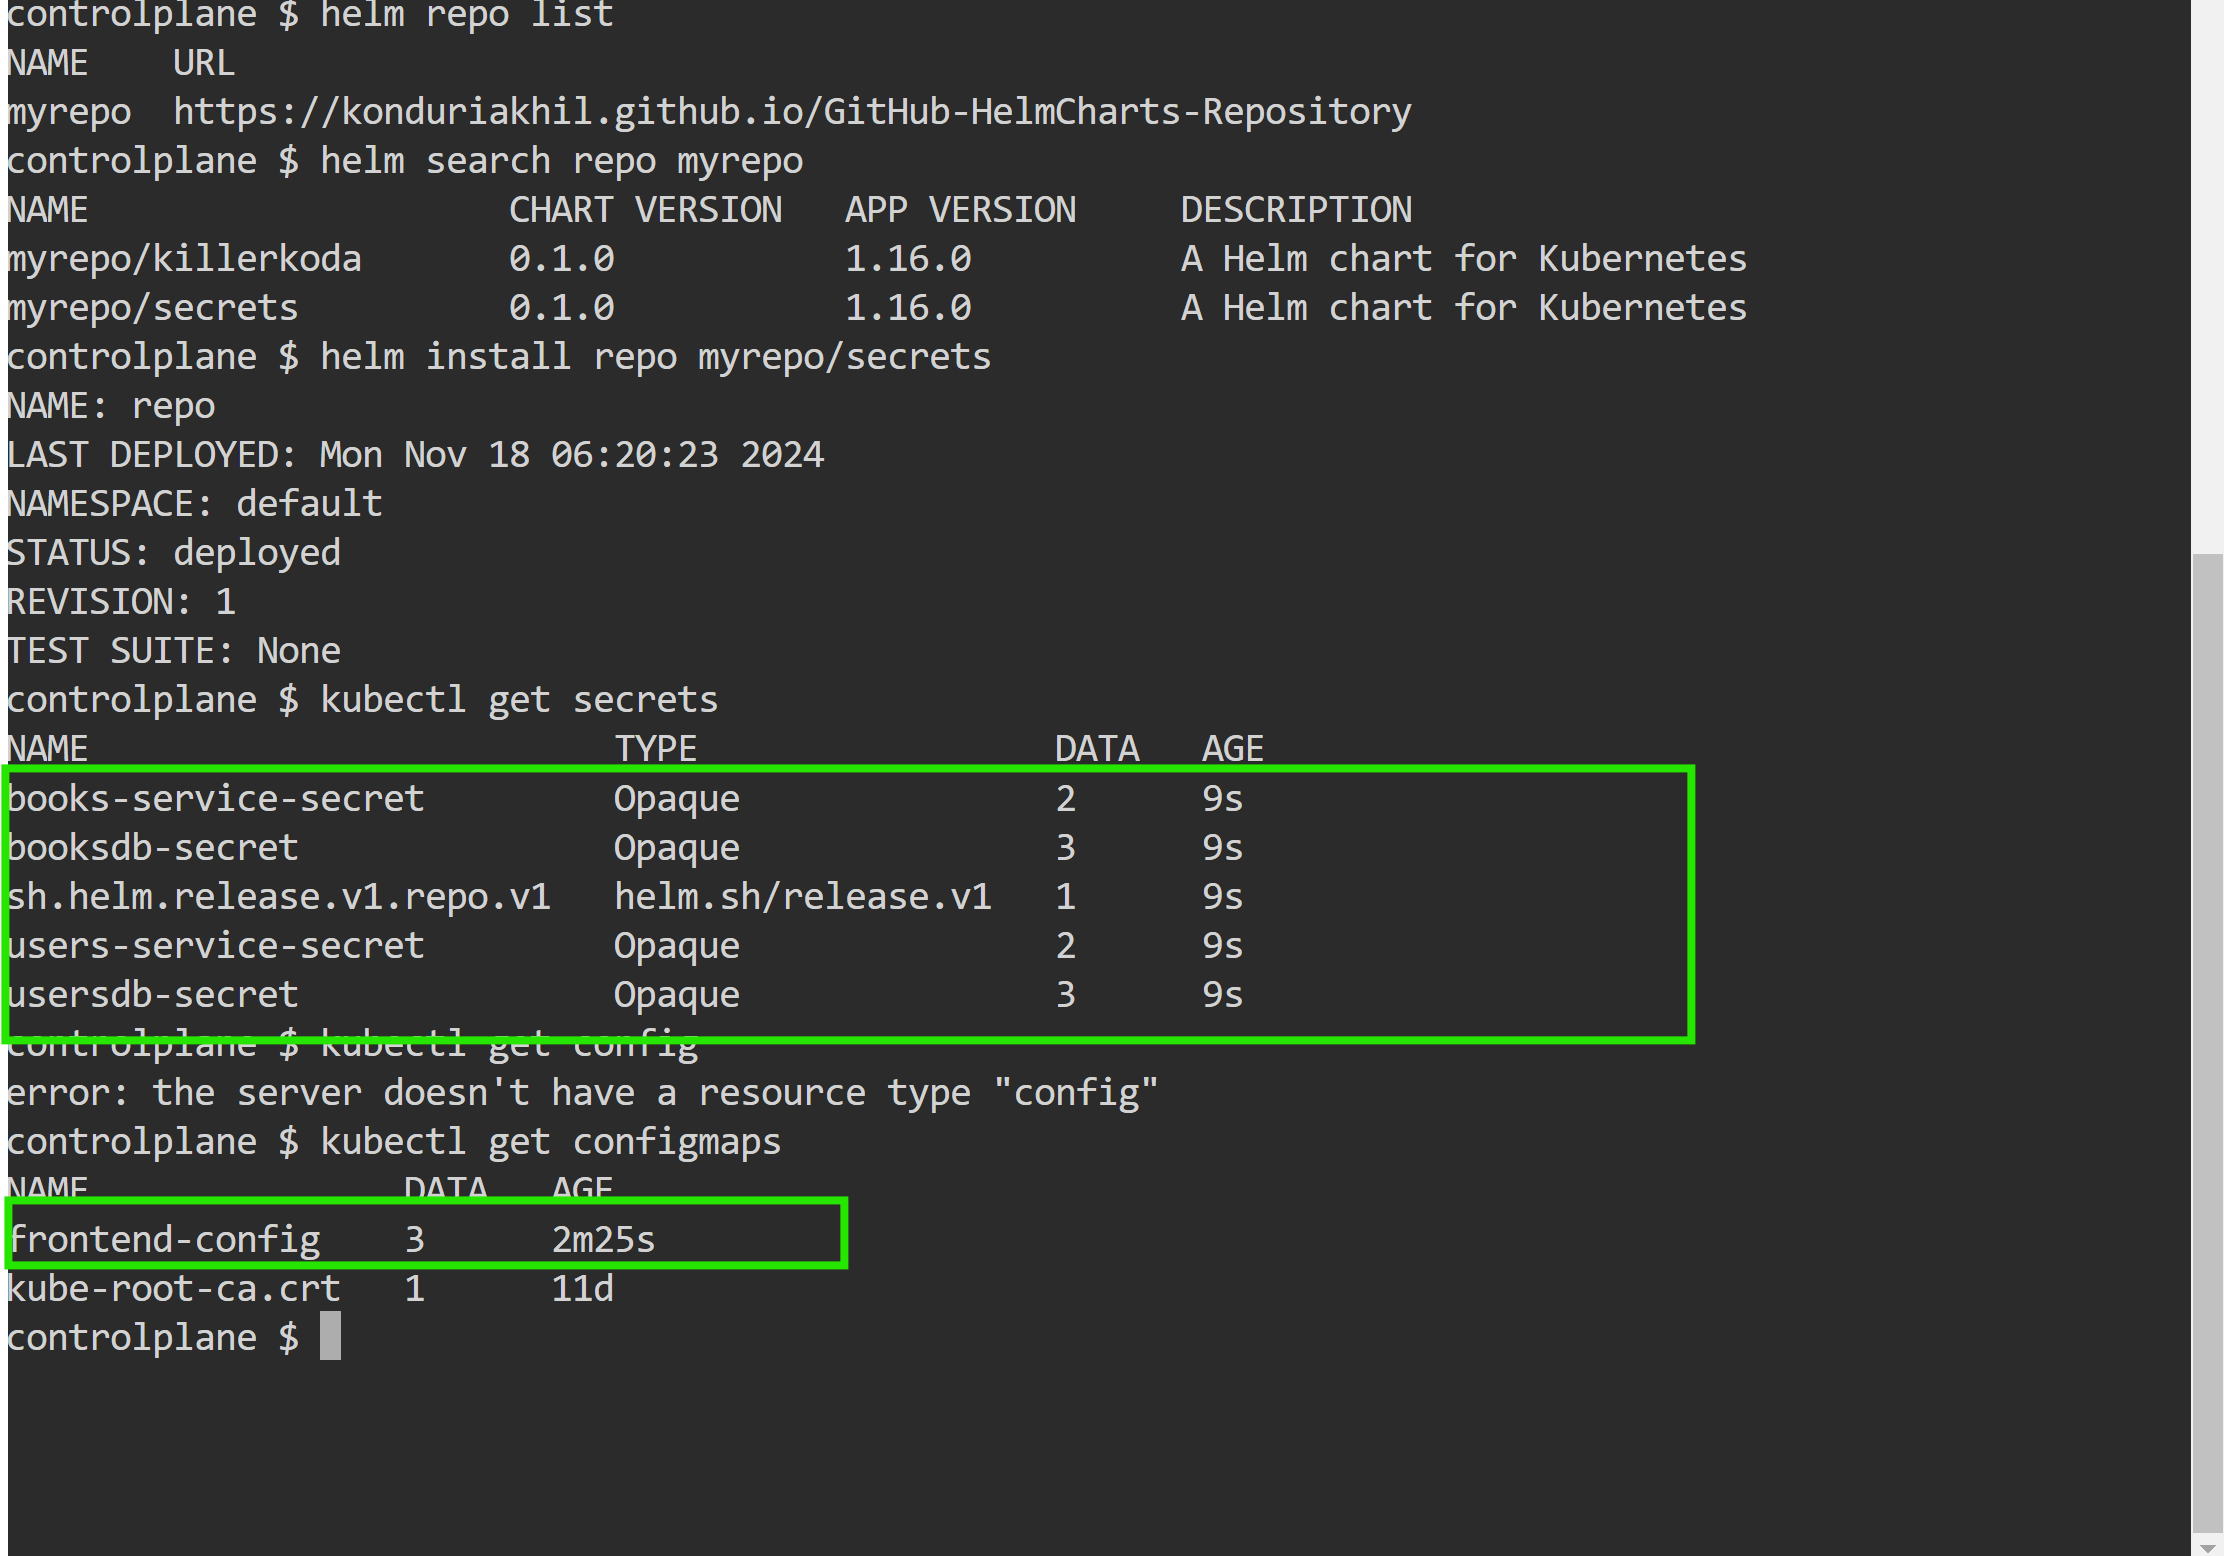 controlplane $ helm repo list
NAME    URL
myrepo  https://konduriakhil.github.io/GitHub-HelmCharts-Repository
controlplane $ helm search repo myrepo
NAME                    CHART VERSION   APP VERSION     DESCRIPTION
myrepo/killerkoda       0.1.0           1.16.0          A Helm chart for Kubernetes
myrepo/secrets          0.1.0           1.16.0          A Helm chart for Kubernetes
controlplane $ helm install repo myrepo/secrets
NAME: repo
LAST DEPLOYED: Mon Nov 18 06:20:23 2024
NAMESPACE: default
STATUS: deployed
REVISION: 1
TEST SUITE: None
controlplane $ kubectl get secrets
NAME                         TYPE                 DATA   AGE
books-service-secret         Opaque               2      9s
booksdb-secret               Opaque               3      9s
sh.helm.release.v1.repo.v1   helm.sh/release.v1   1      9s
users-service-secret         Opaque               2      9s
usersdb-secret               Opaque               3      9s
controlplane $ kubectl get config
error: the server doesn't have a resource type "config"
controlplane $ kubectl get configmaps
NAME               DATA   AGE
frontend-config    3      2m25s
kube-root-ca.crt   1      11d
controlplane $